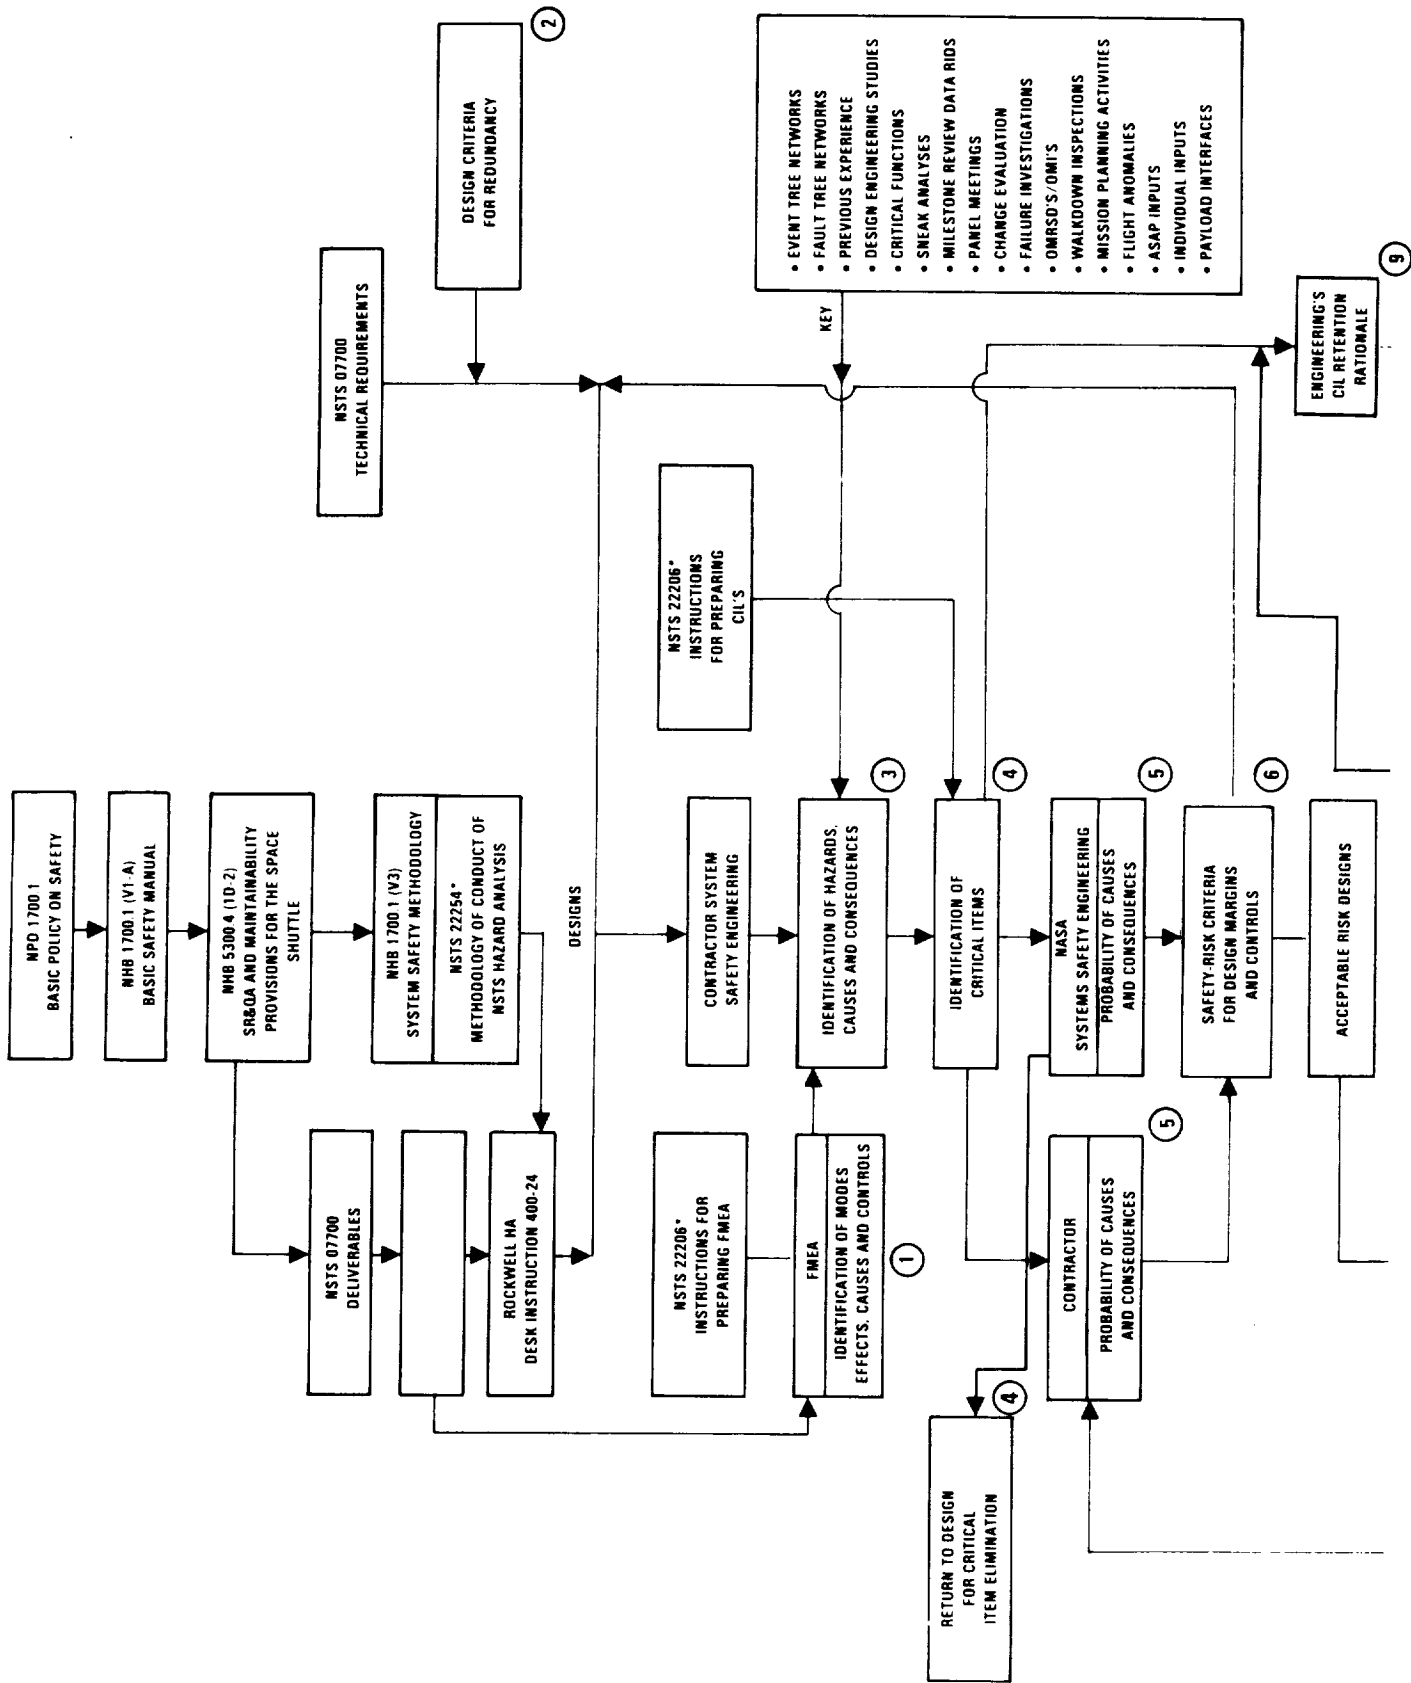 NPD 1700.1
BASIC POLICY ON SAFETY
NHB 1700.1 (V1-A)
BASIC SAFETY MANUAL
NHB 5300.4 (1D-2)
SR&QA AND MAINTAINABILITY
PROVISIONS FOR THE SPACE
SHUTTLE
NHB 1700.1 (V3)
SYSTEM SAFETY METHODOLOGY
NSTS 22254*
METHODOLOGY OF CONDUCT OF
NSTS HAZARD ANALYSIS
NSTS 07700
DELIVERABLES
ROCKWELL HA
DESK INSTRUCTION 400-24
NSTS 07700
TECHNICAL REQUIREMENTS
DESIGN CRITERIA
FOR REDUNDANCY
2
DESIGNS
NSTS 22206*
INSTRUCTIONS FOR
PREPARING FMEA
CONTRACTOR SYSTEM
SAFETY ENGINEERING
NSTS 22206*
INSTRUCTIONS
FOR PREPARING
CIL'S
KEY
• EVENT TREE NETWORKS
• FAULT TREE NETWORKS
• PREVIOUS EXPERIENCE
• DESIGN ENGINEERING STUDIES
• CRITICAL FUNCTIONS
• SNEAK ANALYSES
• MILESTONE REVIEW DATA RIDS
• PANEL MEETINGS
• CHANGE EVALUATION
• FAILURE INVESTIGATIONS
• OMRSD'S/OMI'S
• WALKDOWN INSPECTIONS
• MISSION PLANNING ACTIVITIES
• FLIGHT ANOMALIES
• ASAP INPUTS
• INDIVIDUAL INPUTS
• PAYLOAD INTERFACES
FMEA
IDENTIFICATION OF MODES
EFFECTS, CAUSES AND CONTROLS
1
IDENTIFICATION OF HAZARDS,
CAUSES AND CONSEQUENCES
3
RETURN TO DESIGN
FOR CRITICAL
ITEM ELIMINATION
4
IDENTIFICATION OF
CRITICAL ITEMS
4
CONTRACTOR
PROBABILITY OF CAUSES
AND CONSEQUENCES
5
NASA
SYSTEMS SAFETY ENGINEERING
PROBABILITY OF CAUSES
AND CONSEQUENCES
5
SAFETY-RISK CRITERIA
FOR DESIGN MARGINS
AND CONTROLS
6
ACCEPTABLE RISK DESIGNS
ENGINEERING'S
CIL RETENTION
RATIONALE
9